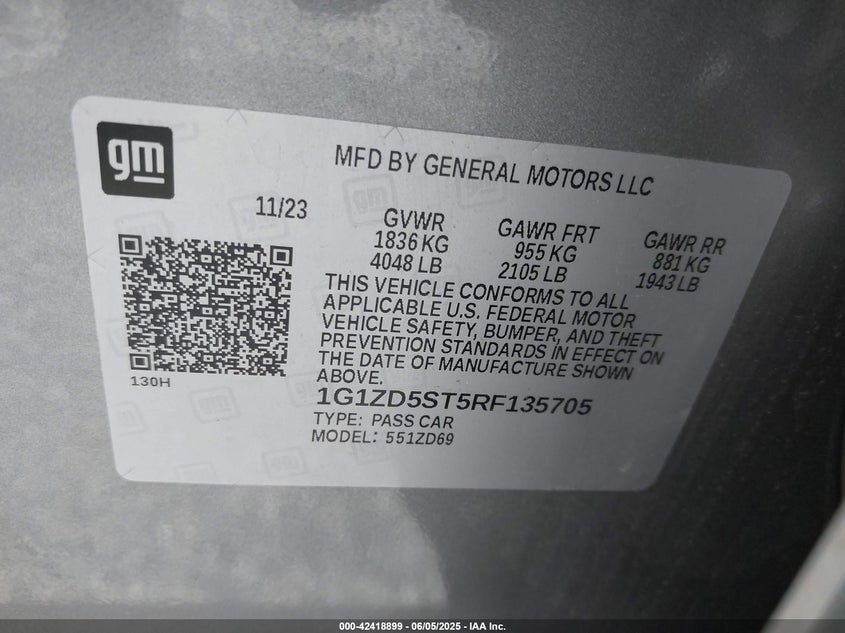 gm
MFD BY GENERAL MOTORS LLC
11/23
GVWR
1836 KG
4048 LB
GAWR FRT
955 KG
2105 LB
GAWR RR
881 KG
1943 LB
THIS VEHICLE CONFORMS TO ALL
APPLICABLE U.S. FEDERAL MOTOR
VEHICLE SAFETY, BUMPER, AND THEFT
PREVENTION STANDARDS IN EFFECT ON
THE DATE OF MANUFACTURE SHOWN
ABOVE.
130H
1G1ZD5ST5RF135705
TYPE: PASS CAR
MODEL: 551ZD69
000-42418899 - 06/05/2025 - IAA Inc.